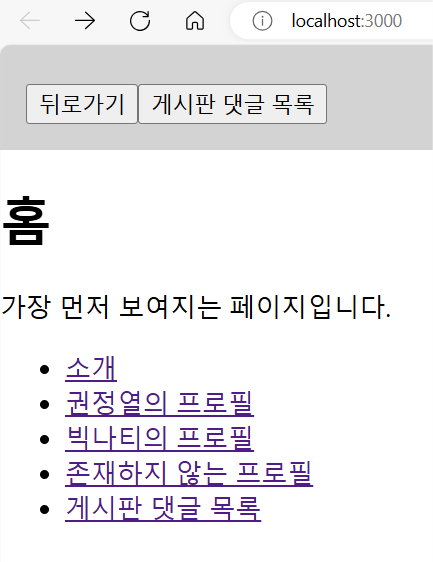 localhost:3000
뒤로가기 게시판 댓글 목록
홈
가장 먼저 보여지는 페이지입니다.
소개
권정열의 프로필
빅나티의 프로필
존재하지 않는 프로필
게시판 댓글 목록